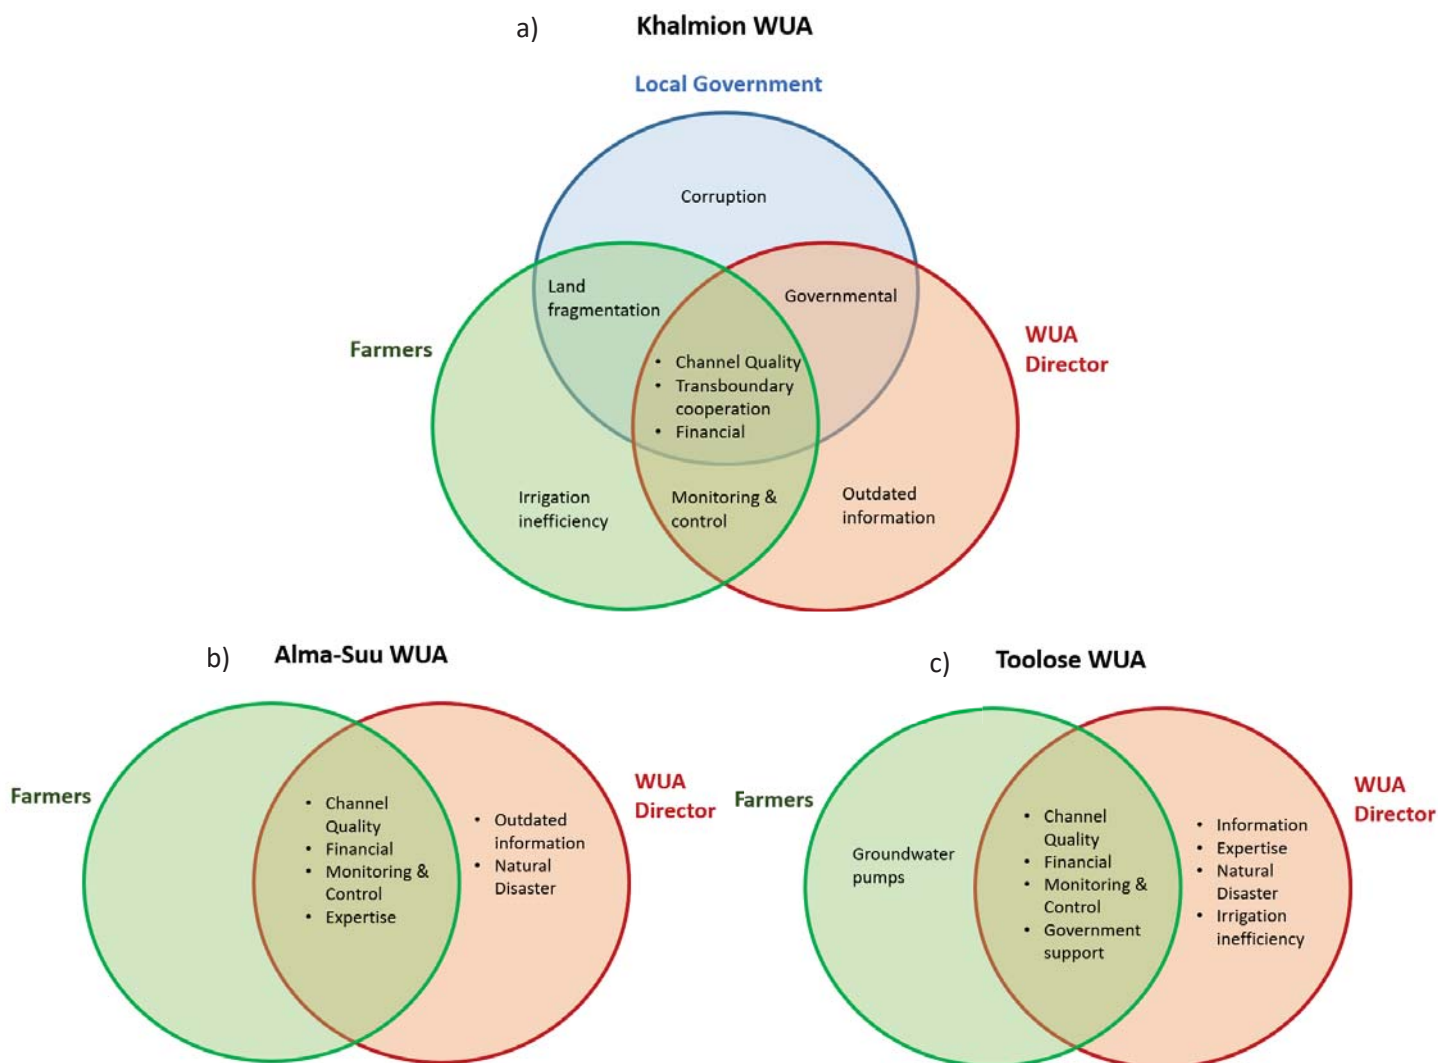 a)
Khalmion WUA
Local Government
Corruption
Land
fragmentation
Governmental
Farmers
WUA
Director
• Channel Quality
• Transboundary
cooperation
• Financial
Irrigation
inefficiency
Monitoring &
control
Outdated
information
b)
Alma-Suu WUA
Farmers
WUA
Director
• Channel
Quality
• Financial
• Monitoring &
Control
• Expertise
• Outdated
information
• Natural
Disaster
c)
Toolose WUA
Farmers
WUA
Director
Groundwater
pumps
• Channel
Quality
• Financial
• Monitoring &
Control
• Government
support
• Information
• Expertise
• Natural
Disaster
• Irrigation
inefficiency